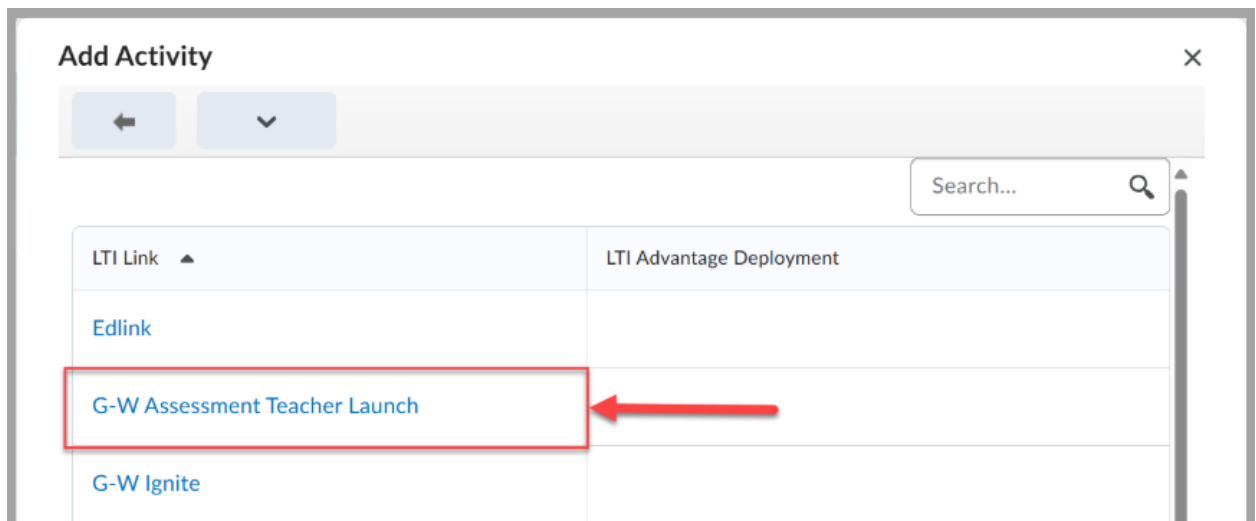 Add Activity
Search...
LTI Link
LTI Advantage Deployment
Edlink
G-W Assessment Teacher Launch
G-W Ignite